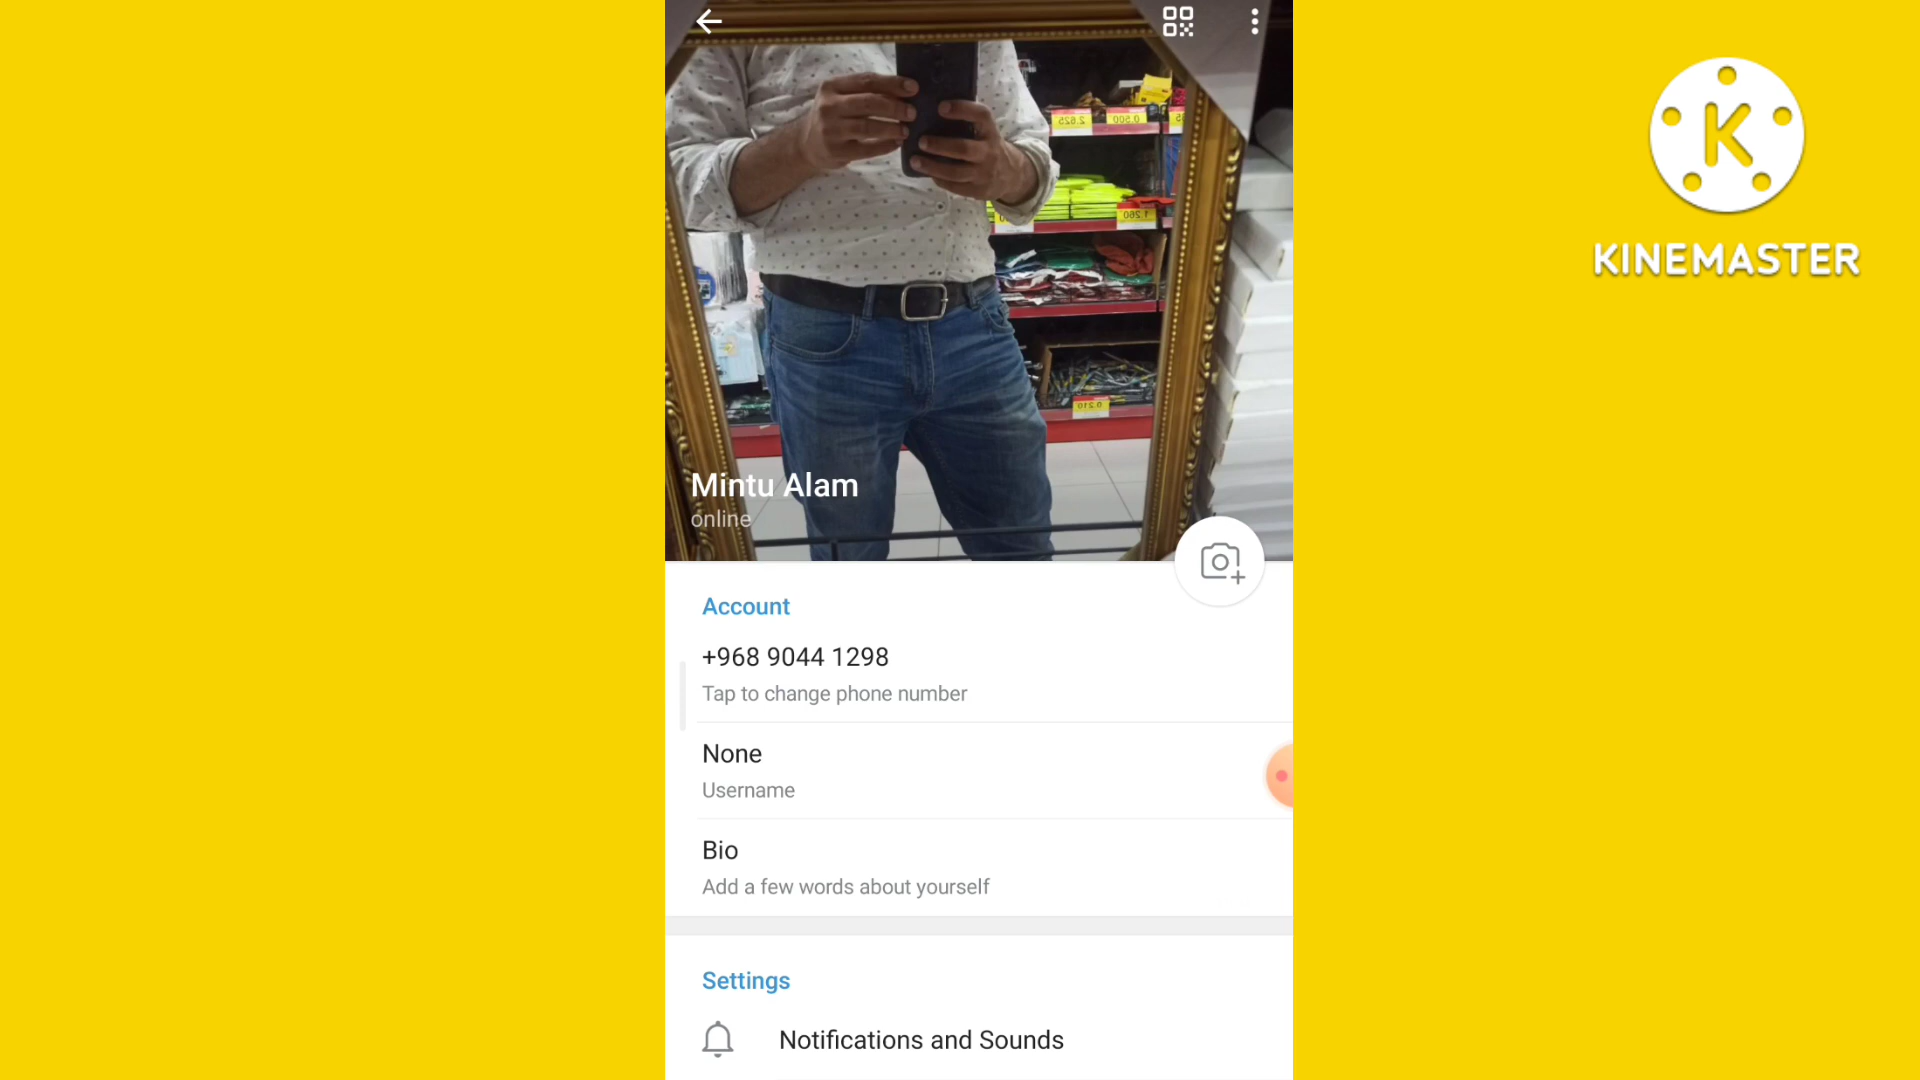 KINEMASTER
Mintu Alam
online
Account
+968 9044 1298
Tap to change phone number
None
Username
Bio
Add a few words about yourself
Settings
Notifications and Sounds